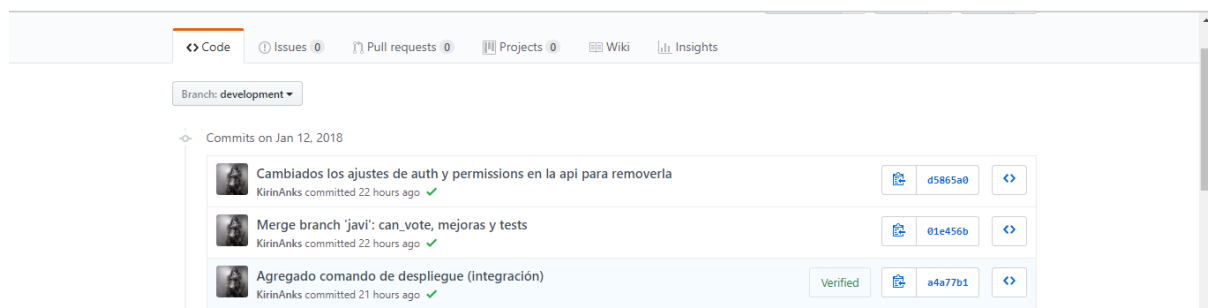 Code Issues 0 Pull requests 0 Projects 0 Wiki Insights
Branch: development
Commits on Jan 12, 2018
Cambiados los ajustes de auth y permissions en la api para removerla
KirinAnks committed 22 hours ago
d5865a0
Merge branch 'javi': can_vote, mejoras y tests
KirinAnks committed 22 hours ago
01e456b
Agregado comando de despliegue (integración)
KirinAnks committed 21 hours ago
Verified a4a77b1